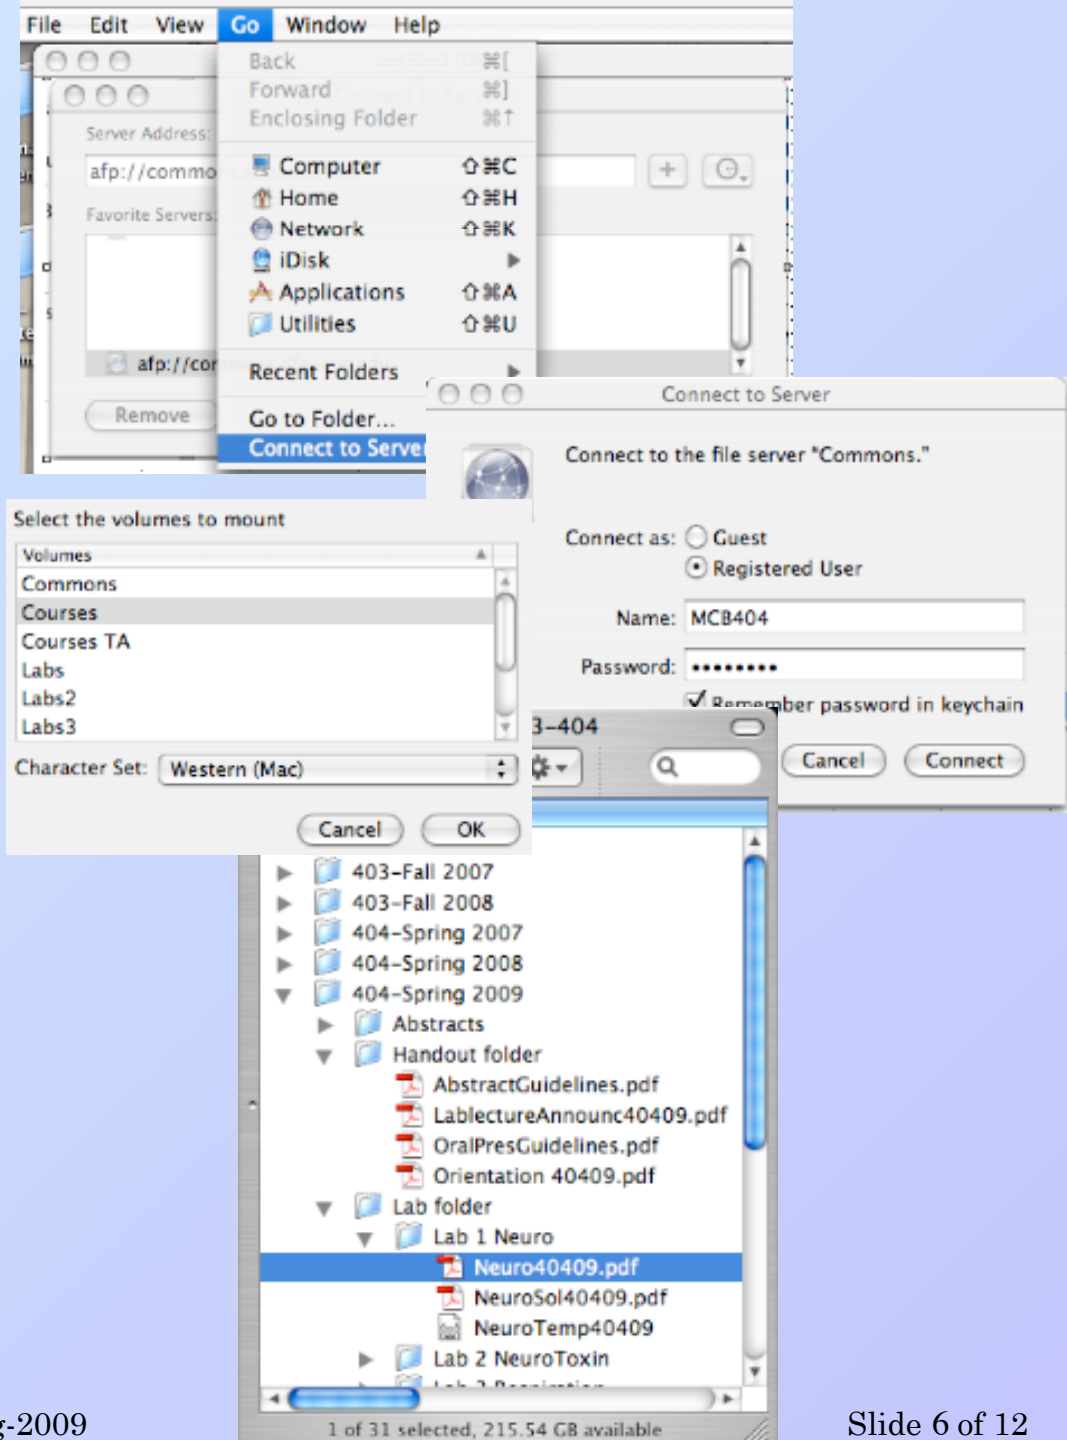 File Edit View Go Window Help
Back ⌘[
Forward ⌘]
Enclosing Folder ⌘↑
Server Address:
afp://commo
Computer ⇧⌘C
Home ⇧⌘H
Favorite Servers:
Network ⇧⌘K
iDisk
Applications ⇧⌘A
Utilities ⇧⌘U
afp://cor
Recent Folders
Remove
Go to Folder...
Connect to Server
Connect to Server
Connect to the file server "Commons."
Connect as: Guest
Registered User
Name: MCB404
Password: ••••••••
Remember password in keychain
Cancel Connect
Select the volumes to mount
Volumes
Commons
Courses
Courses TA
Labs
Labs2
Labs3
Character Set: Western (Mac)
Cancel OK
3-404
403-Fall 2007
403-Fall 2008
404-Spring 2007
404-Spring 2008
404-Spring 2009
Abstracts
Handout folder
AbstractGuidelines.pdf
LablectureAnnounc40409.pdf
OralPresGuidelines.pdf
Orientation 40409.pdf
Lab folder
Lab 1 Neuro
Neuro40409.pdf
NeuroSol40409.pdf
NeuroTemp40409
Lab 2 NeuroToxin
Lab 3 Respiration
1 of 31 selected, 215.54 GB available
g-2009
Slide 6 of 12